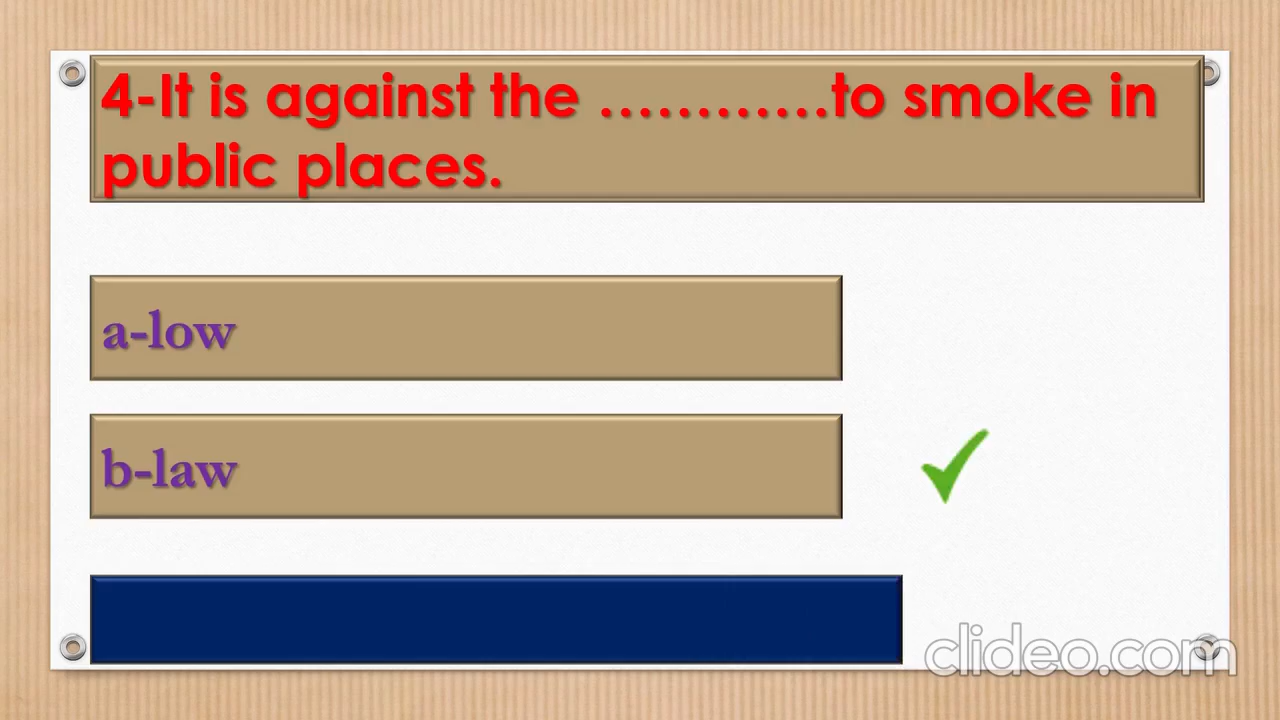 4-It is against the ............to smoke in
public places.
a-low
b-law
clideo.com